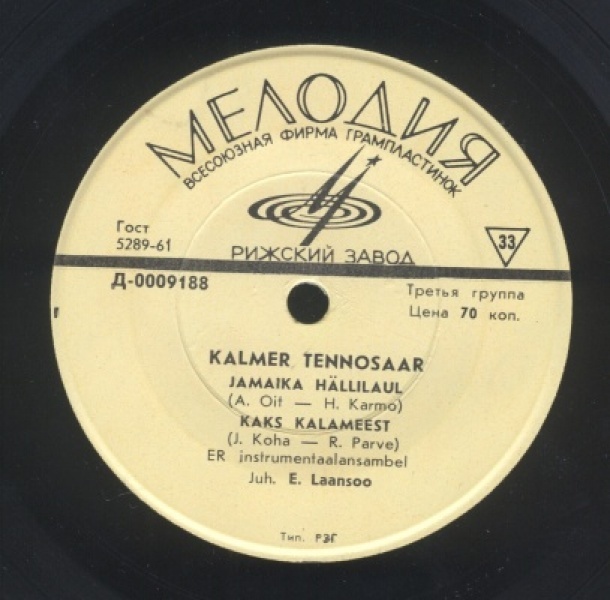 МЕЛОДИЯ
ВСЕСОЮЗНАЯ ФИРМА ГРАМПЛАСТИНОК
Гост
5289-61
33
РИЖСКИЙ ЗАВОД
Д-0009188
Третья группа
Цена 70 коп.
KALMER TENNOSAAR
JAMAIKA HÄLLILAUL
(A. Oit — H. Karmo)
KAKS KALAMEEST
(J. Koha — R. Parve)
ER instrumentaalansambel
Juh. E. Laansoo
Тип. РЗГ